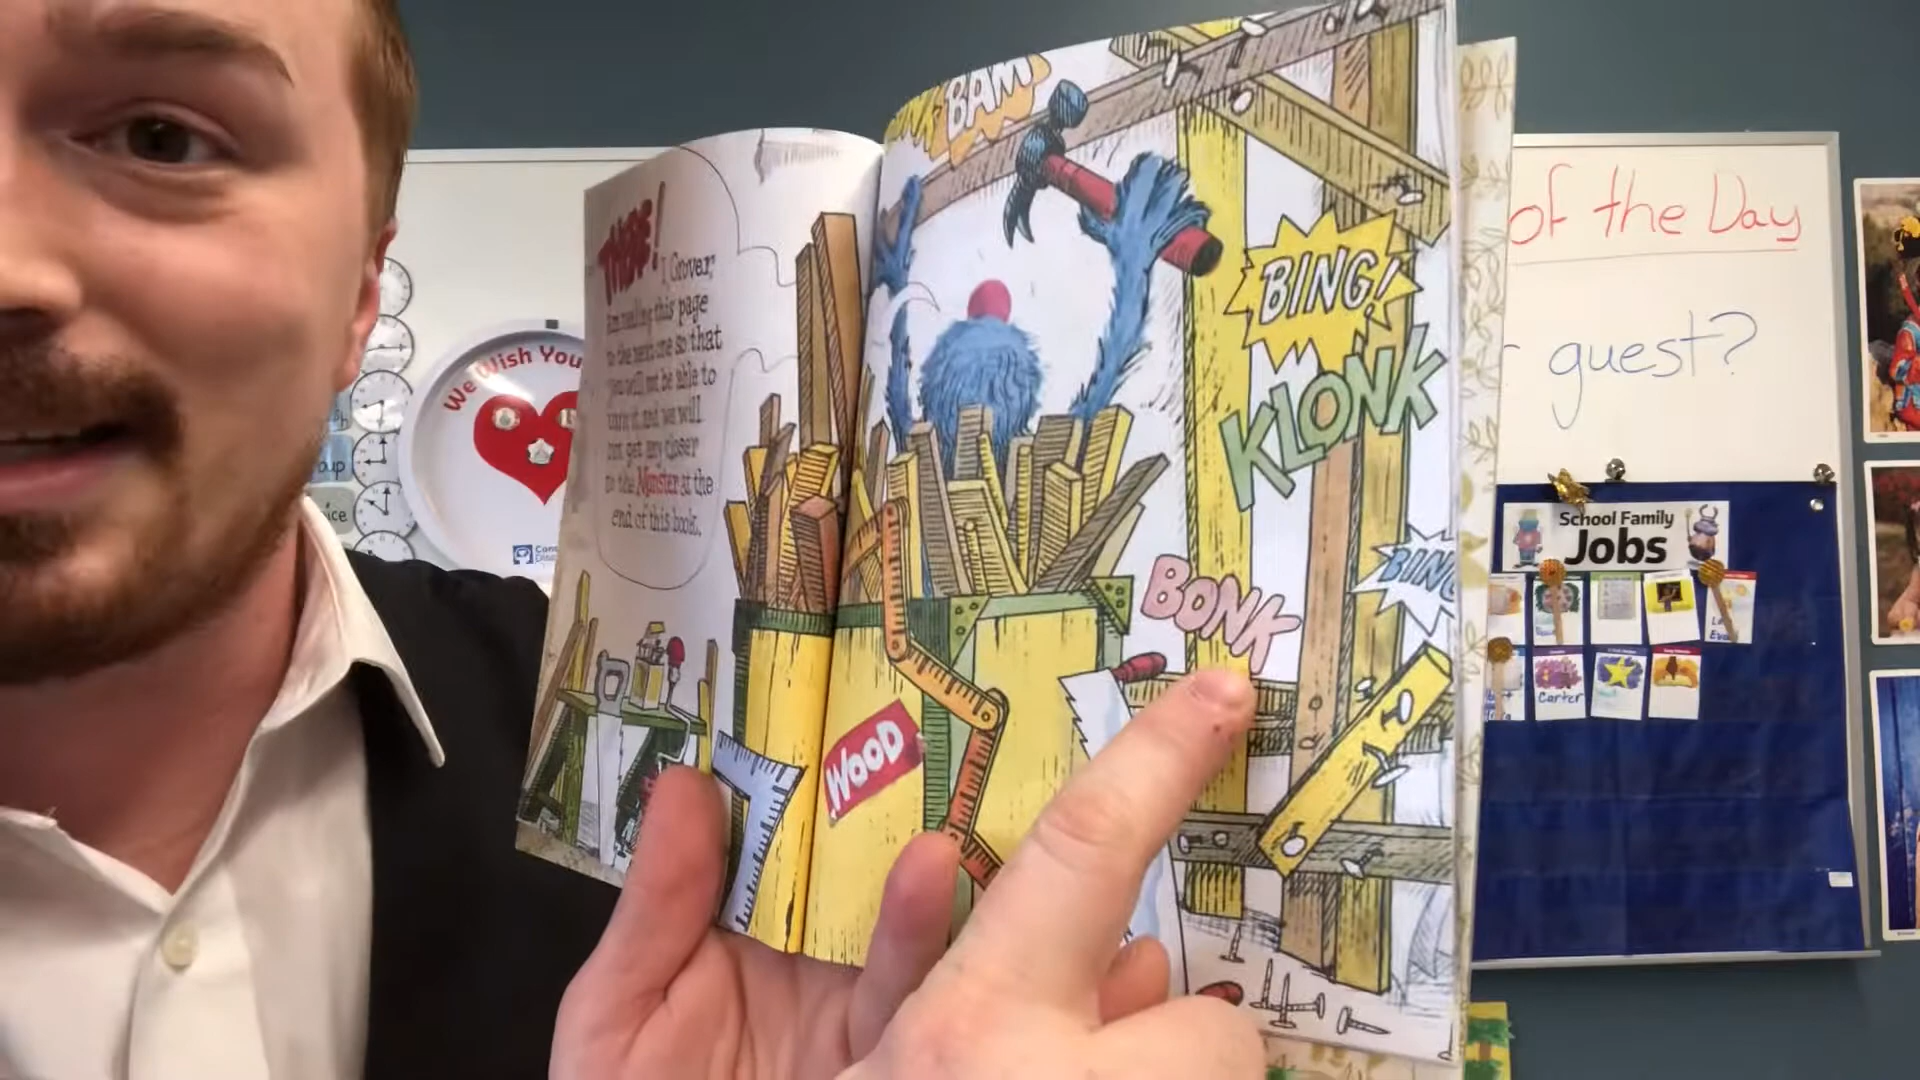 THERE!
I, Grover,
am nailing this page
to the next one so that
you will not be able to
turn it, and we will
not get any closer
to the Monster at the
end of this book.
BAM
BING!
KLONK
BONK
BING
WOOD
We Wish You
of the Day
guest?
School Family
Jobs
Carter